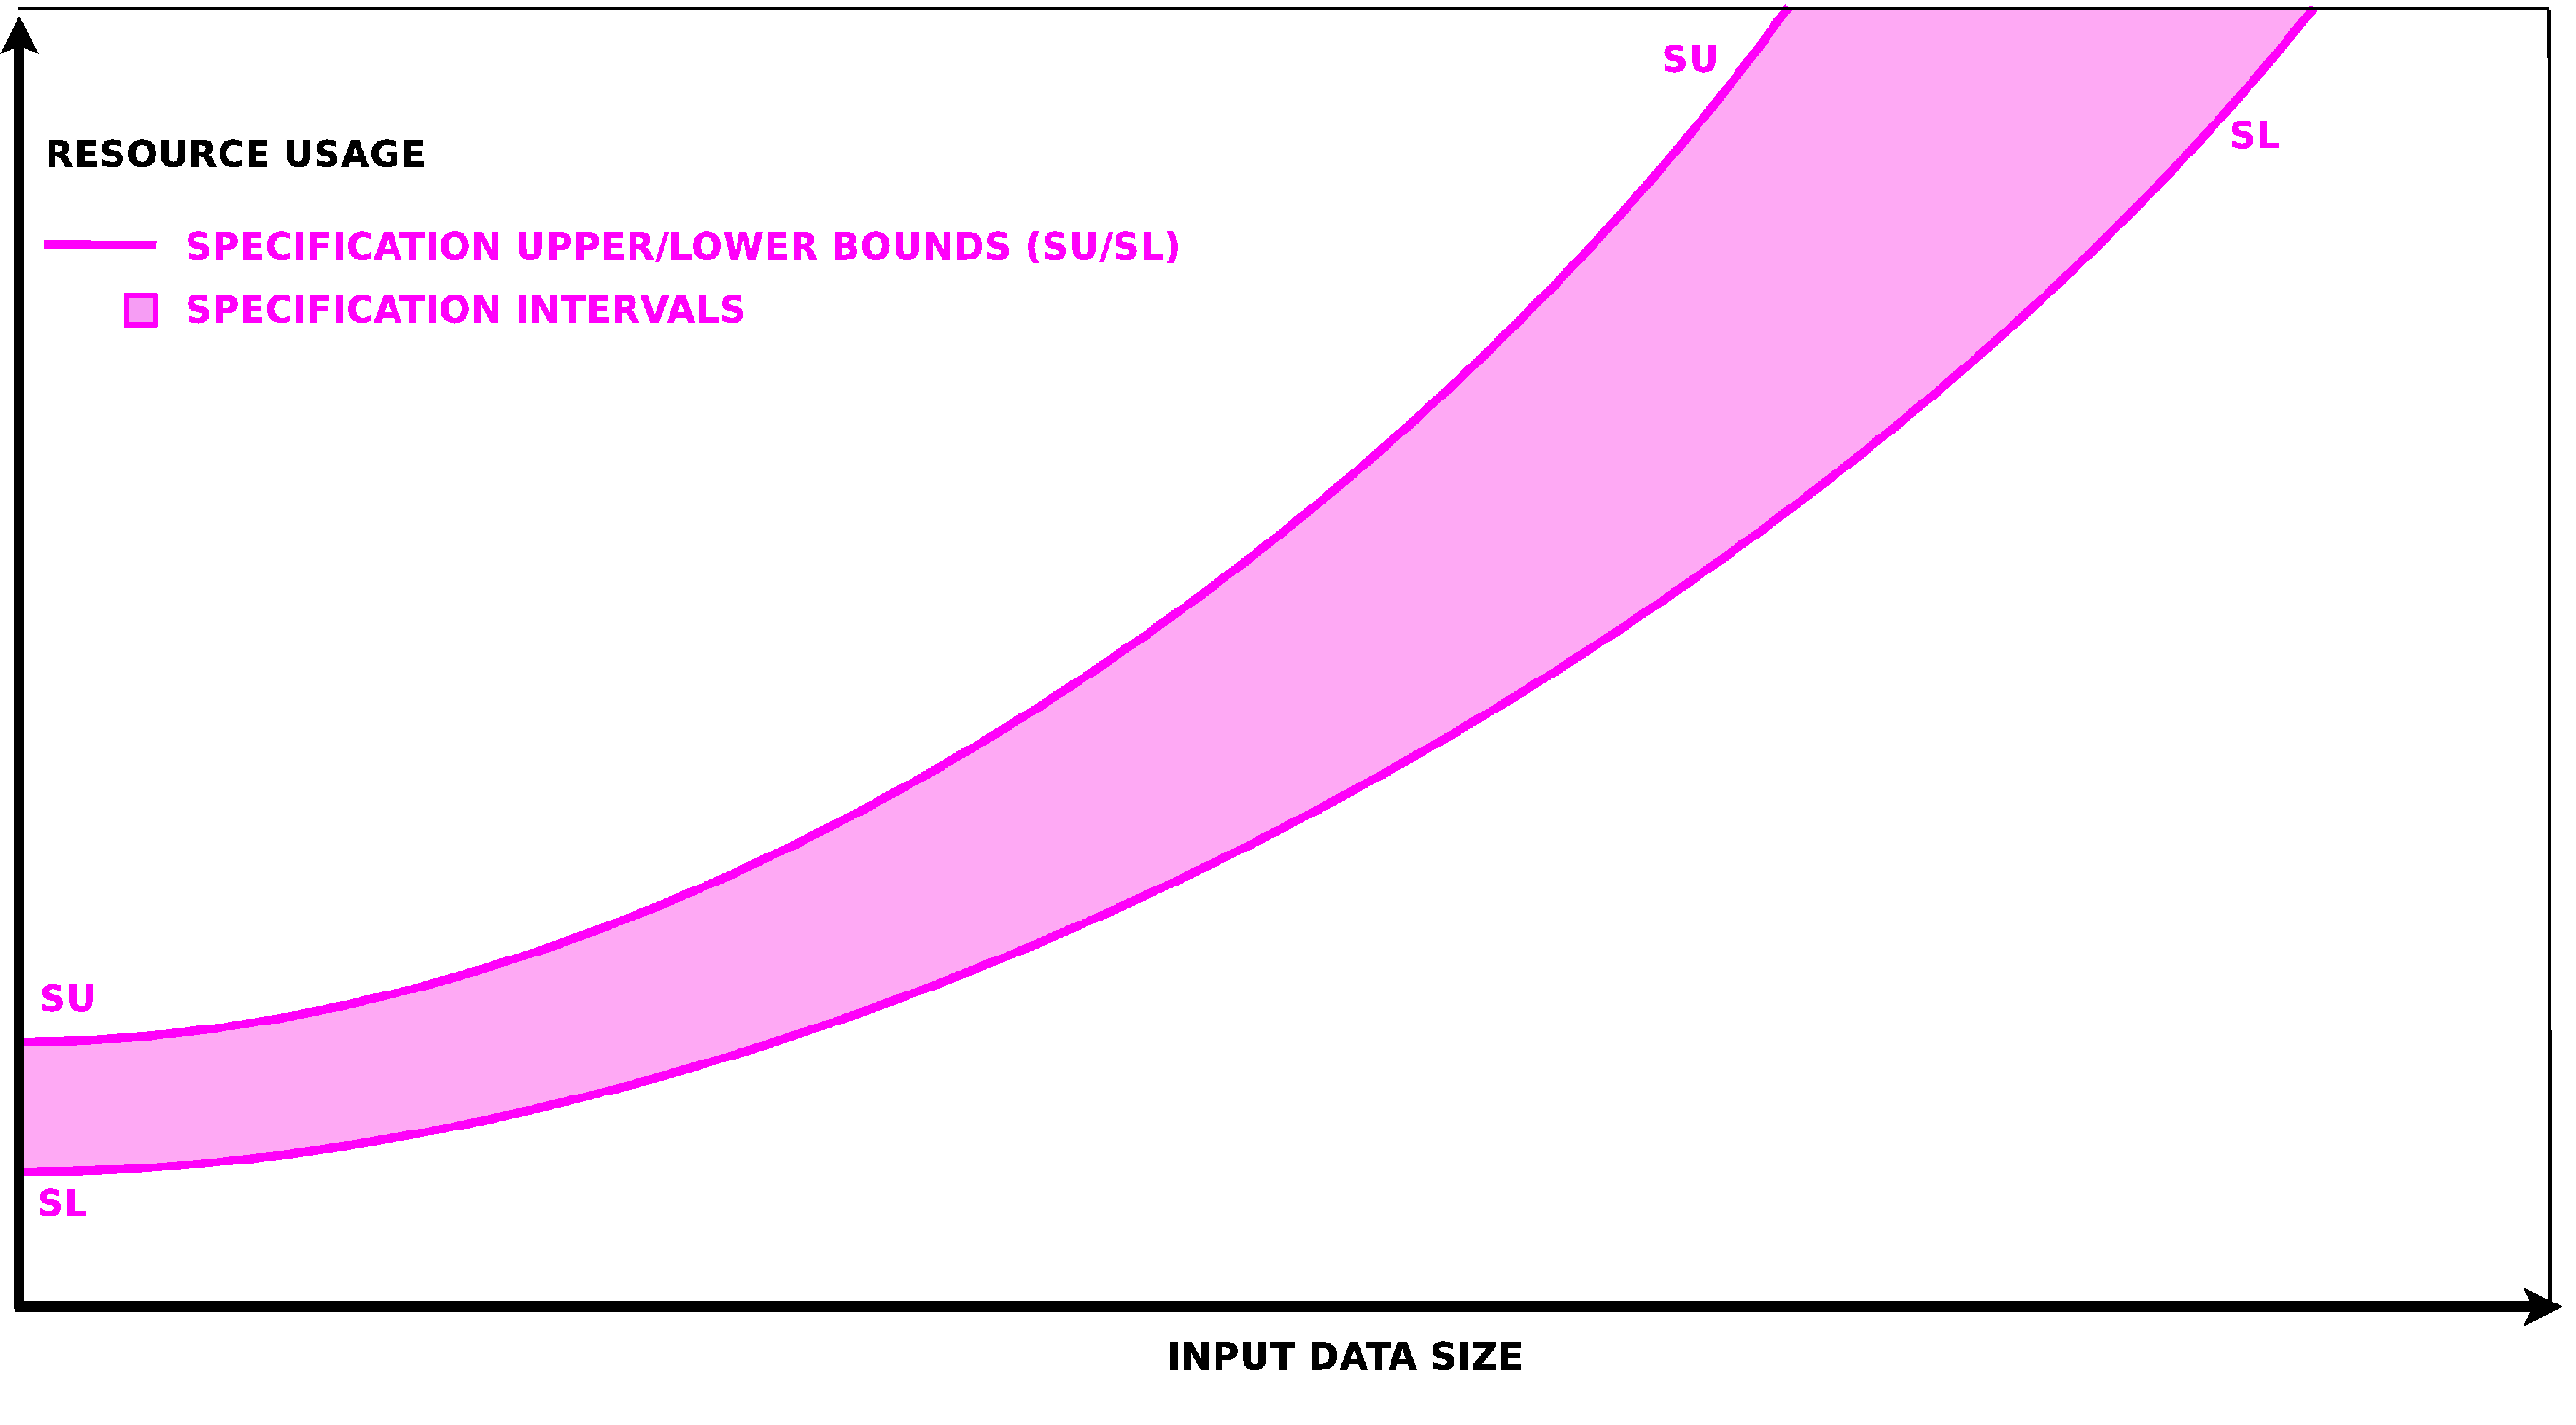 SU
SL
RESOURCE USAGE
SPECIFICATION UPPER/LOWER BOUNDS (SU/SL)
SPECIFICATION INTERVALS
SU
SL
INPUT DATA SIZE